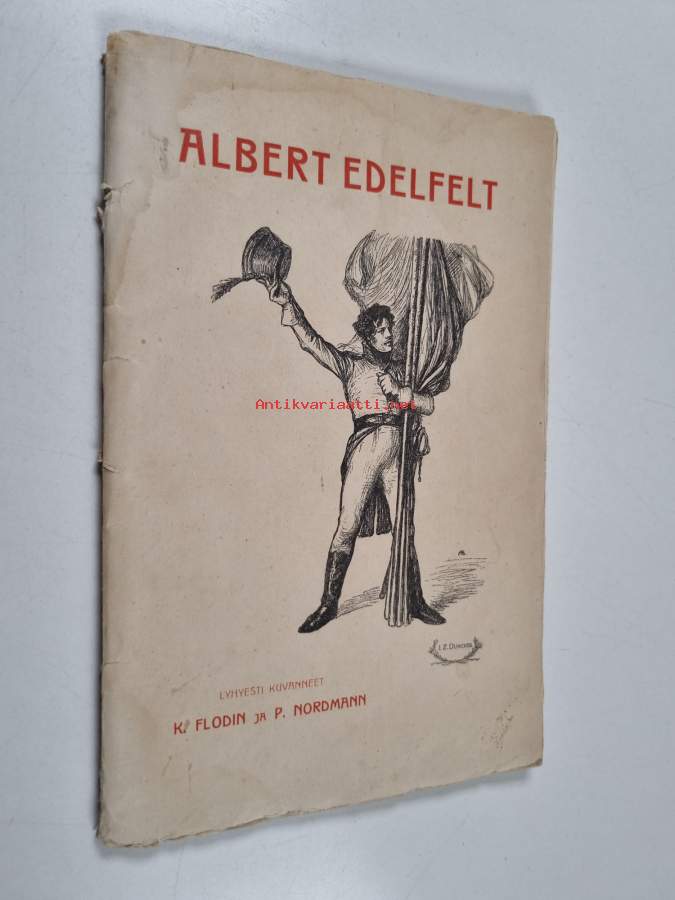 ALBERT EDELFELT
Antikvariaatti.net
I. Z. DUNCKER
LYHYESTI KUVANNEET
K. FLODIN JA P. NORDMANN